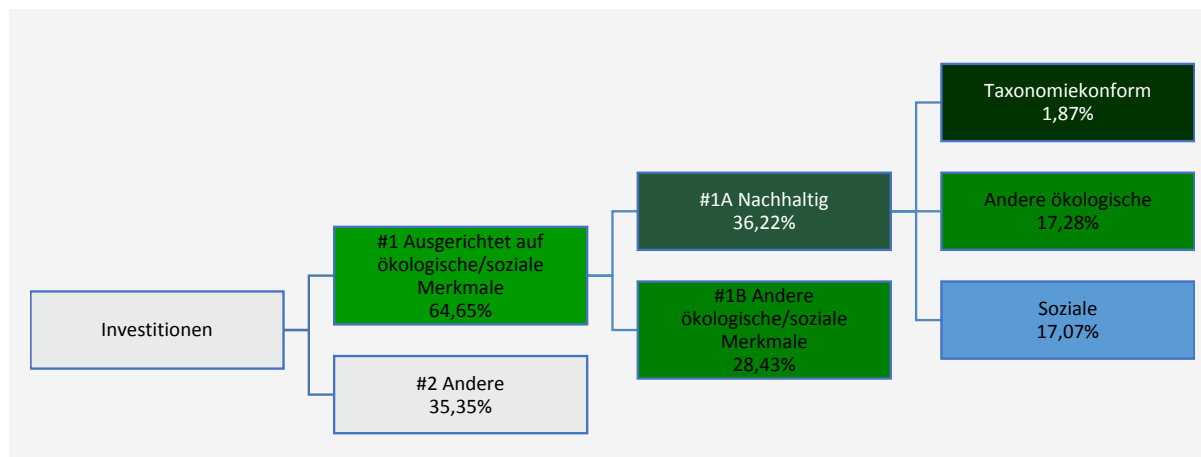 Investitionen
#1 Ausgerichtet auf
ökologische/soziale
Merkmale
64,65%
#2 Andere
35,35%
#1A Nachhaltig
36,22%
#1B Andere
ökologische/soziale
Merkmale
28,43%
Taxonomiekonform
1,87%
Andere ökologische
17,28%
Soziale
17,07%